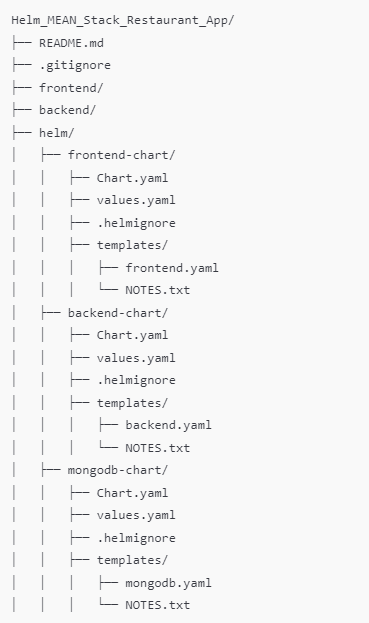 Helm_MEAN_Stack_Restaurant_App/
├── README.md
├── .gitignore
├── frontend/
├── backend/
├── helm/
│   ├── frontend-chart/
│   │   ├── Chart.yaml
│   │   ├── values.yaml
│   │   ├── .helmignore
│   │   ├── templates/
│   │   │   ├── frontend.yaml
│   │   │   └── NOTES.txt
│   ├── backend-chart/
│   │   ├── Chart.yaml
│   │   ├── values.yaml
│   │   ├── .helmignore
│   │   ├── templates/
│   │   │   ├── backend.yaml
│   │   │   └── NOTES.txt
│   ├── mongodb-chart/
│   │   ├── Chart.yaml
│   │   ├── values.yaml
│   │   ├── .helmignore
│   │   ├── templates/
│   │   │   ├── mongodb.yaml
│   │   │   └── NOTES.txt